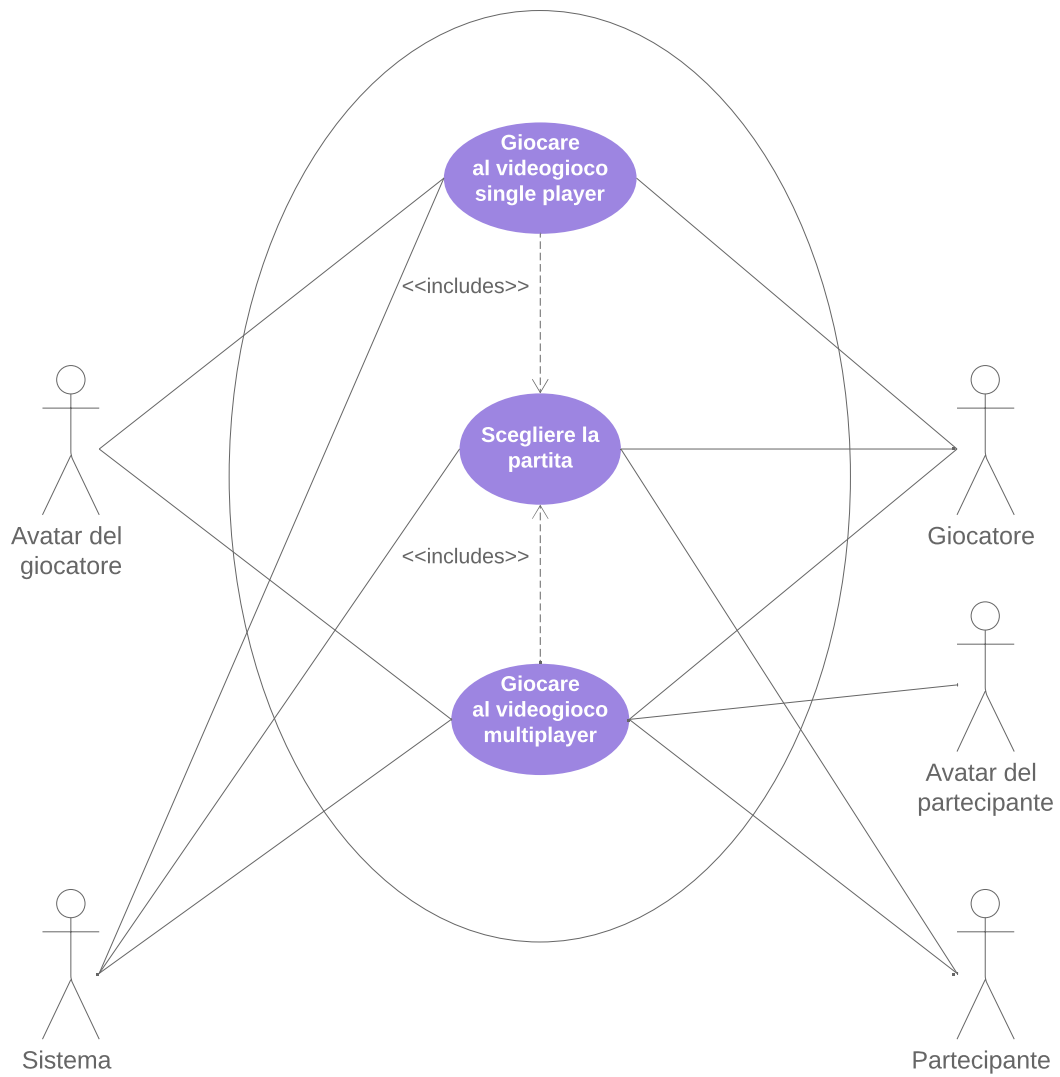 Giocare
al videogioco
single player
<<includes>>
Scegliere la
partita
Avatar del
giocatore
Giocatore
<<includes>>
Giocare
al videogioco
multiplayer
Avatar del
partecipante
Sistema
Partecipante